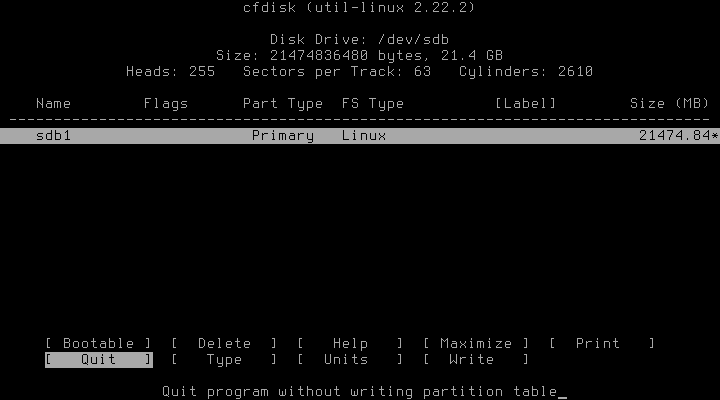 cfdisk (util-linux 2.22.2)
Disk Drive: /dev/sdb
Size: 21474836480 bytes, 21.4 GB
Heads: 255   Sectors per Track: 63   Cylinders: 2610
Name        Flags      Part Type  FS Type          [Label]        Size (MB)
------------------------------------------------------------------------------
sdb1                    Primary   Linux                            21474.84*
[ Bootable ]  [  Delete  ]  [   Help   ]  [ Maximize ]  [  Print   ]
[   Quit   ]  [   Type   ]  [  Units   ]  [  Write   ]
Quit program without writing partition table_